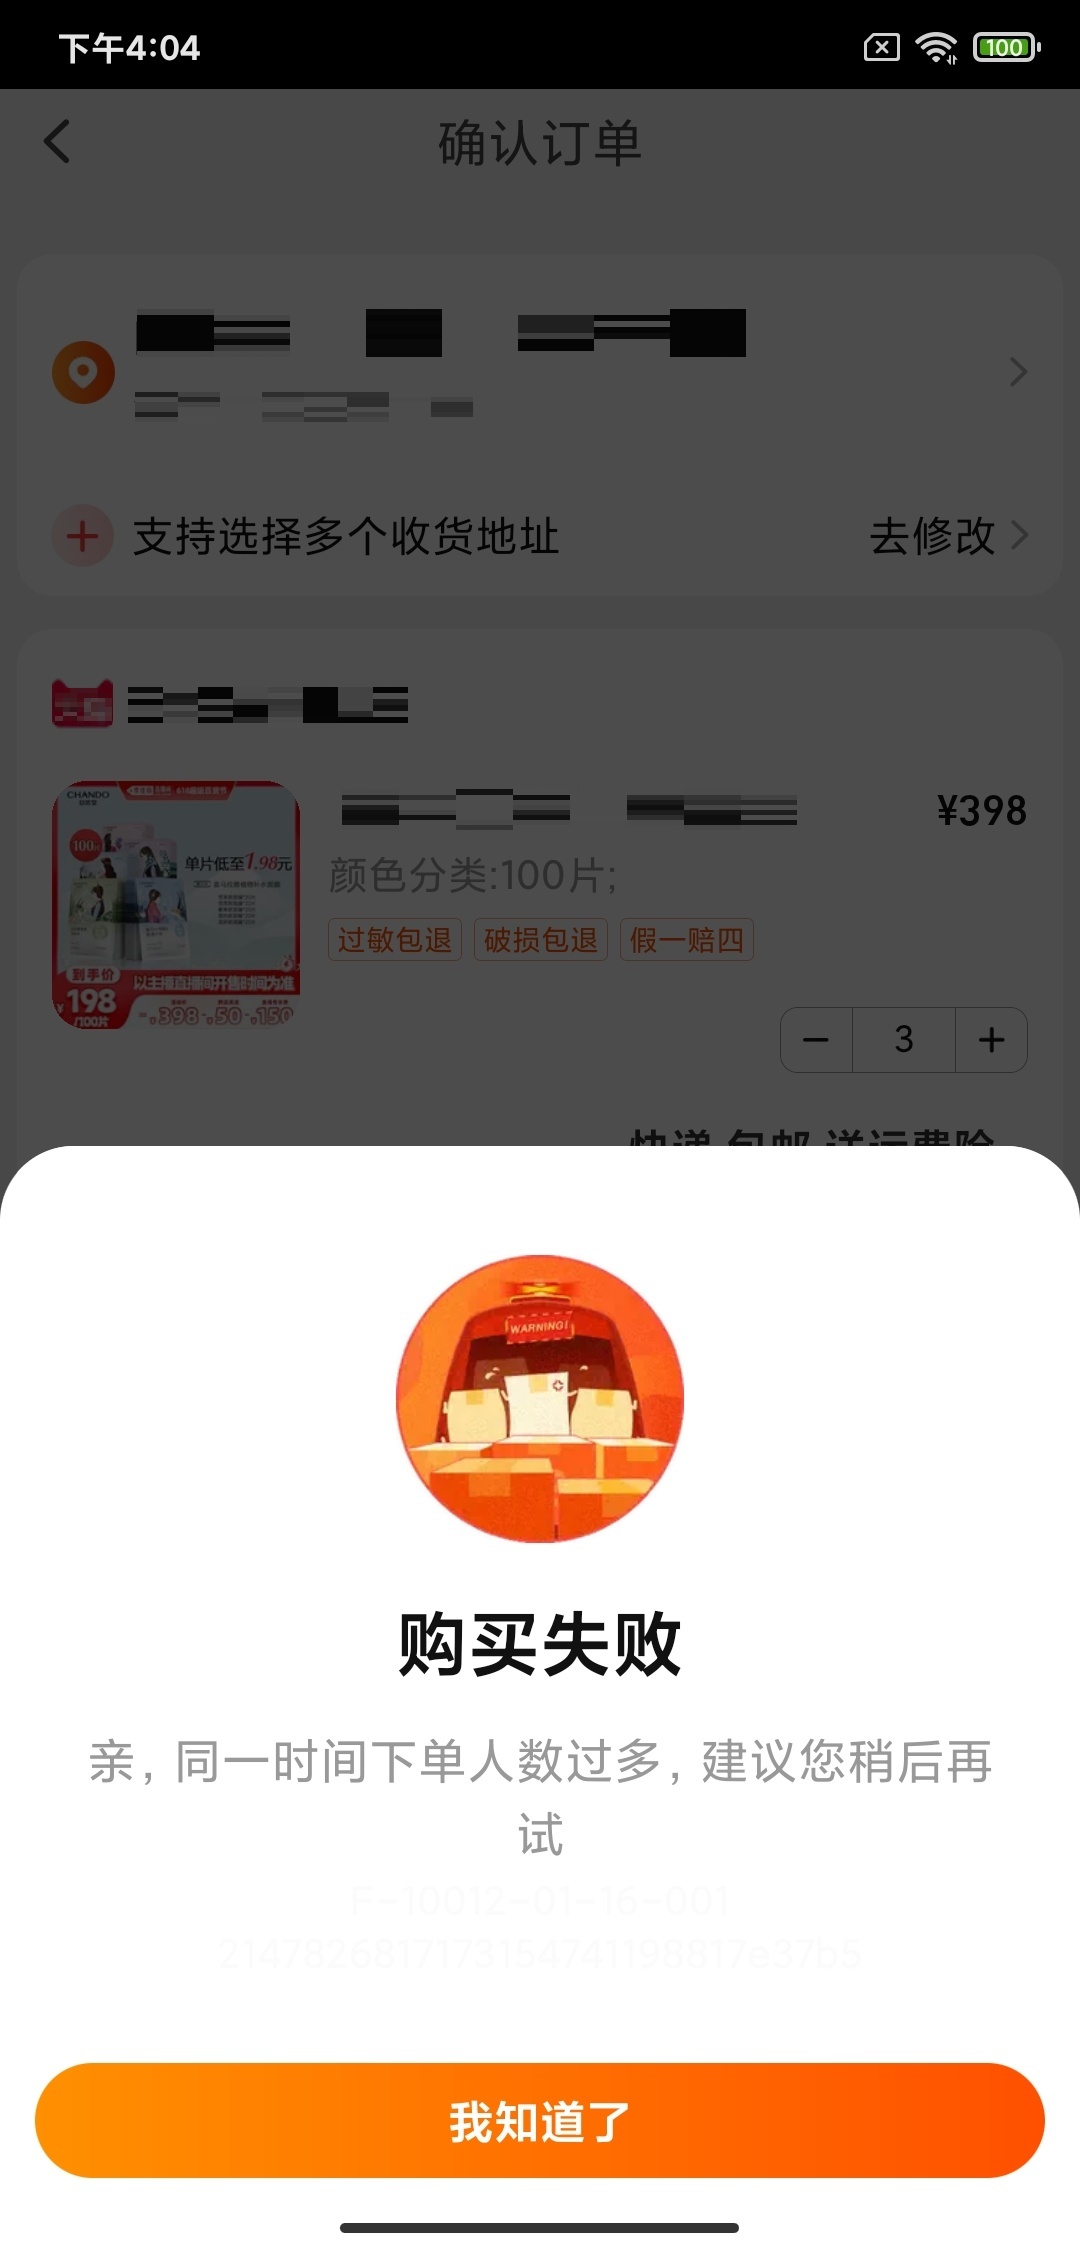 下午4:04
100
确认订单
支持选择多个收货地址
去修改
CHANDO
100片
单片低至1.98元
¥398
颜色分类:100片;
过敏包退
破损包退
假一赔四
到手价
以主播直播间开售时间为准
¥198
/100片
398-50-150
3
快递 包邮 送运费险
WARNING!
购买失败
亲，同一时间下单人数过多，建议您稍后再
试
F-10012-01-16-001
2147826817173154741198817e37b5
我知道了